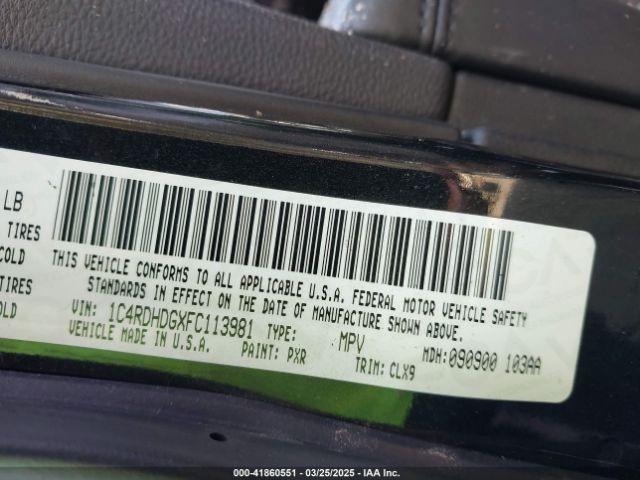 LB
TIRES
COLD
TIRES
OLD
THIS VEHICLE CONFORMS TO ALL APPLICABLE U.S.A. FEDERAL MOTOR VEHICLE SAFETY
STANDARDS IN EFFECT ON THE DATE OF MANUFACTURE SHOWN ABOVE.
VIN: 1C4RDHDGXFC113981 TYPE: MPV MDH: 090900 103AA
VEHICLE MADE IN U.S.A. PAINT: PXR TRIM: CLX9
000-41860551 | 03/25/2025 | IAA Inc.